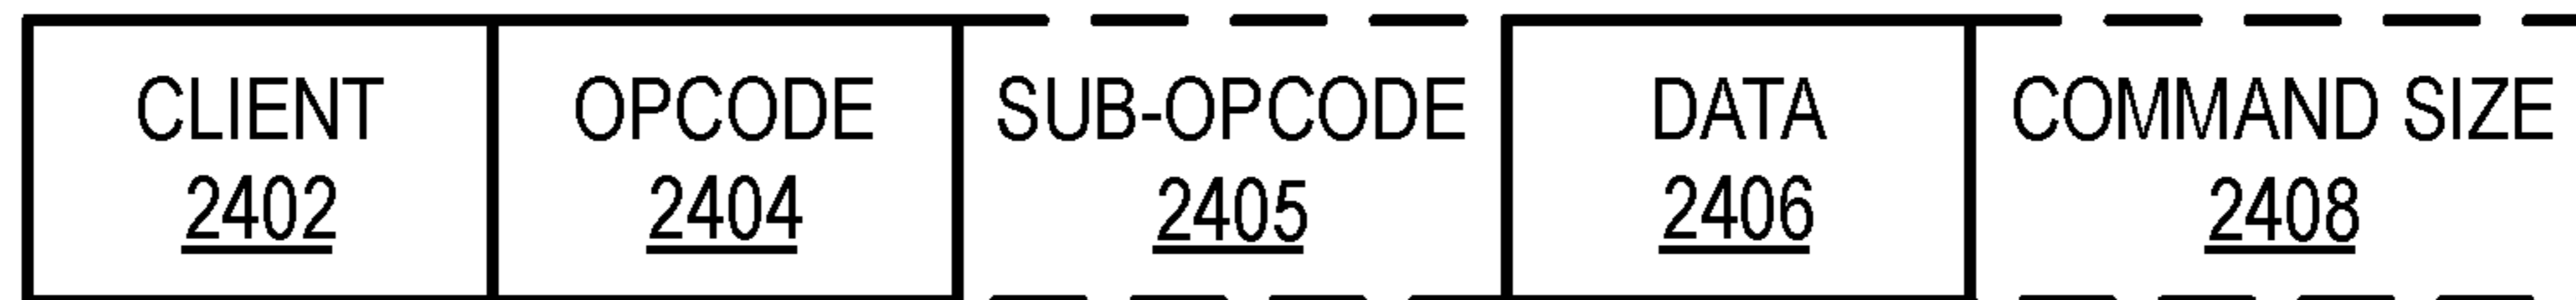 CLIENT
2402
OPCODE
2404
SUB-OPCODE
2405
DATA
2406
COMMAND SIZE
2408